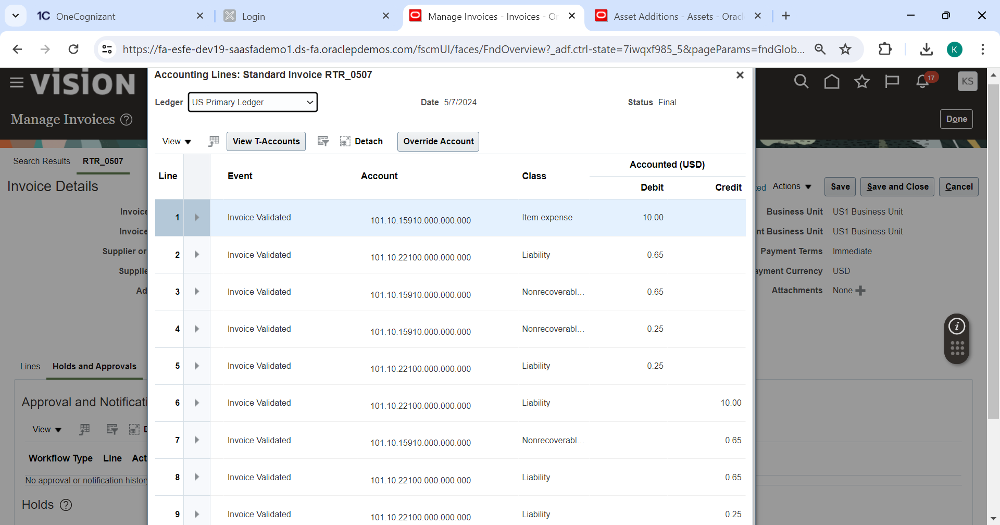 1C OneCognizant
Login
Manage Invoices - Invoices - Or
Asset Additions - Assets - Oracl
https://fa-esfe-dev19-saasfademo1.ds-fa.oraclepdemos.com/fscmUI/faces/FndOverview?_adf.ctrl-state=7iwqxf985_5&pageParams=fndGlob...
K
VISION
Accounting Lines: Standard Invoice RTR_0507
17
KS
Ledger US Primary Ledger Date 5/7/2024 Status Final
Manage Invoices ?
Done
View View T-Accounts Detach Override Account
Search Results RTR_0507
Line Event Account Class Accounted (USD)
Debit Credit
Invoice Details
ed Actions Save Save and Close Cancel
1 Invoice Validated 101.10.15910.000.000.000 Item expense 10.00
2 Invoice Validated 101.10.22100.000.000.000 Liability 0.65
3 Invoice Validated 101.10.15910.000.000.000 Nonrecoverabl... 0.65
4 Invoice Validated 101.10.15910.000.000.000 Nonrecoverabl... 0.25
5 Invoice Validated 101.10.22100.000.000.000 Liability 0.25
6 Invoice Validated 101.10.22100.000.000.000 Liability 10.00
7 Invoice Validated 101.10.15910.000.000.000 Nonrecoverabl... 0.65
8 Invoice Validated 101.10.22100.000.000.000 Liability 0.65
9 Invoice Validated 101.10.22100.000.000.000 Liability 0.25
Invoice
Invoice
Supplier or
Supplie
Ad
Business Unit US1 Business Unit
nt Business Unit US1 Business Unit
Payment Terms Immediate
ayment Currency USD
Attachments None
i
Lines Holds and Approvals
Approval and Notificati
View D
Workflow Type Line Act
No approval or notification histor
Holds ?